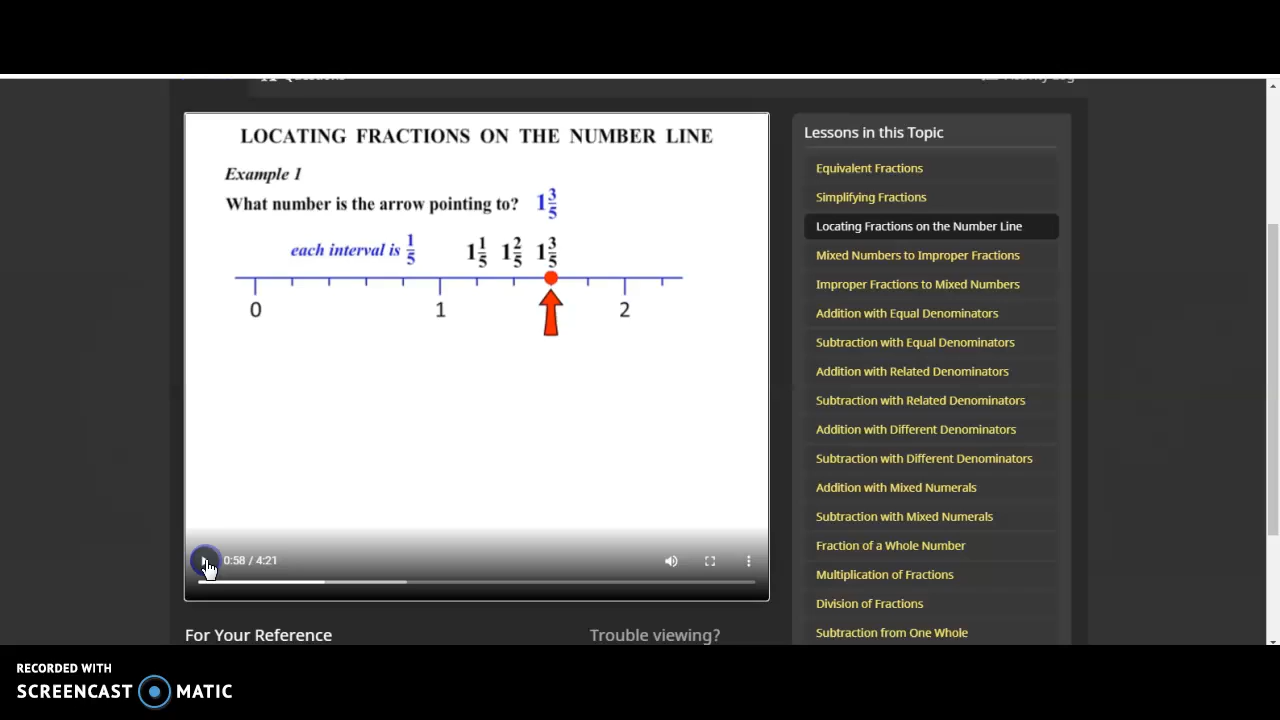 LOCATING FRACTIONS ON THE NUMBER LINE
Example 1
What number is the arrow pointing to? 1 3/5
each interval is 1/5
1 1/5 1 2/5 1 3/5
0 1 2
0:58 / 4:21
For Your Reference
Trouble viewing?
Lessons in this Topic
Equivalent Fractions
Simplifying Fractions
Locating Fractions on the Number Line
Mixed Numbers to Improper Fractions
Improper Fractions to Mixed Numbers
Addition with Equal Denominators
Subtraction with Equal Denominators
Addition with Related Denominators
Subtraction with Related Denominators
Addition with Different Denominators
Subtraction with Different Denominators
Addition with Mixed Numerals
Subtraction with Mixed Numerals
Fraction of a Whole Number
Multiplication of Fractions
Division of Fractions
Subtraction from One Whole
RECORDED WITH
SCREENCAST MATIC